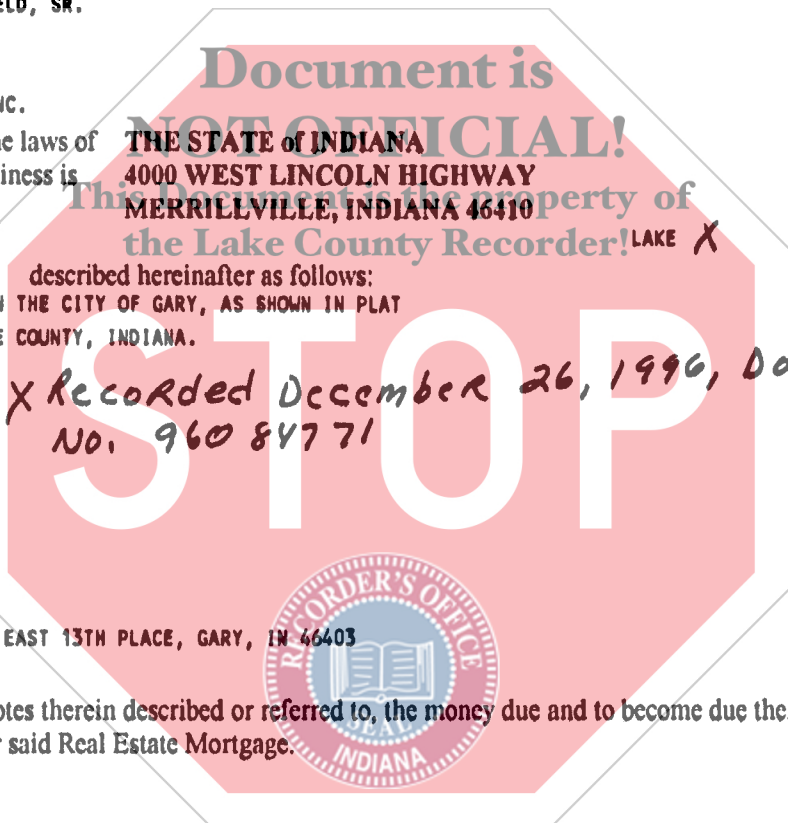 ELD, SR.
Document is
NOT OFFICIAL!
NC.
e laws of THE STATE of INDIANA
iness is 4000 WEST LINCOLN HIGHWAY
This Document is the property of
MERRILLVILLE, INDIANA 46410
the Lake County Recorder! LAKE X
described hereinafter as follows:
THE CITY OF GARY, AS SHOWN IN PLAT
E COUNTY, INDIANA.
STOP
X Recorded December 26, 1996, Do
No. 96084771
RECORDER'S OFFICE
EAST 13TH PLACE, GARY, IN 46403
otes therein described or referred to, the money due and to become due the
SEAL
r said Real Estate Mortgage.
INDIANA